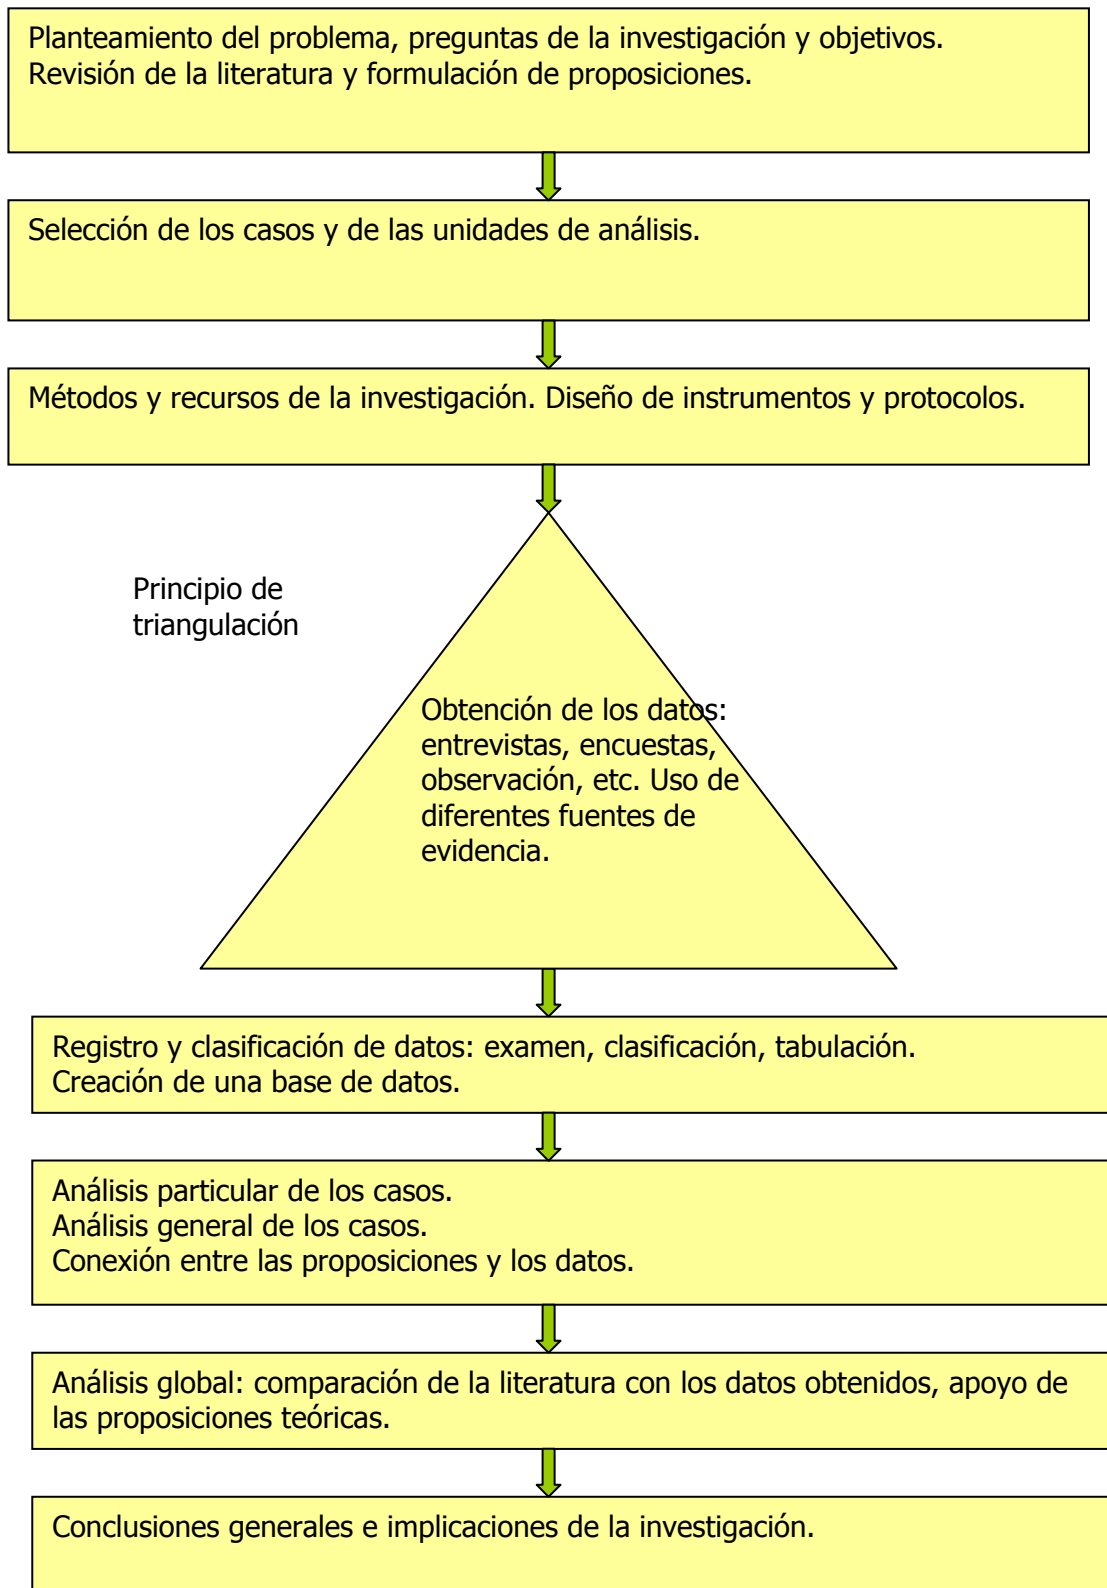 Planteamiento del problema, preguntas de la investigación y objetivos.
Revisión de la literatura y formulación de proposiciones.
Selección de los casos y de las unidades de análisis.
Métodos y recursos de la investigación. Diseño de instrumentos y protocolos.
Principio de
triangulación
Obtención de los datos:
entrevistas, encuestas,
observación, etc. Uso de
diferentes fuentes de
evidencia.
Registro y clasificación de datos: examen, clasificación, tabulación.
Creación de una base de datos.
Análisis particular de los casos.
Análisis general de los casos.
Conexión entre las proposiciones y los datos.
Análisis global: comparación de la literatura con los datos obtenidos, apoyo de
las proposiciones teóricas.
Conclusiones generales e implicaciones de la investigación.